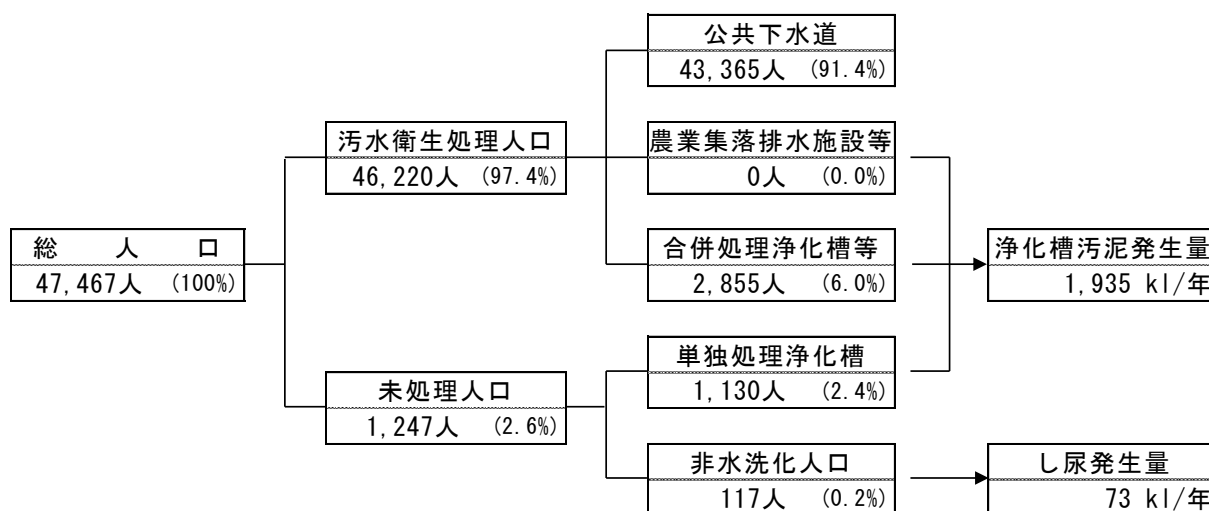 公共下水道
43,365人 (91.4%)
汚水衛生処理人口
46,220人 (97.4%)
農業集落排水施設等
0人 (0.0%)
総人口
47,467人 (100%)
合併処理浄化槽等
2,855人 (6.0%)
浄化槽汚泥発生量
1,935 kl/年
単独処理浄化槽
1,130人 (2.4%)
未処理人口
1,247人 (2.6%)
非水洗化人口
117人 (0.2%)
し尿発生量
73 kl/年